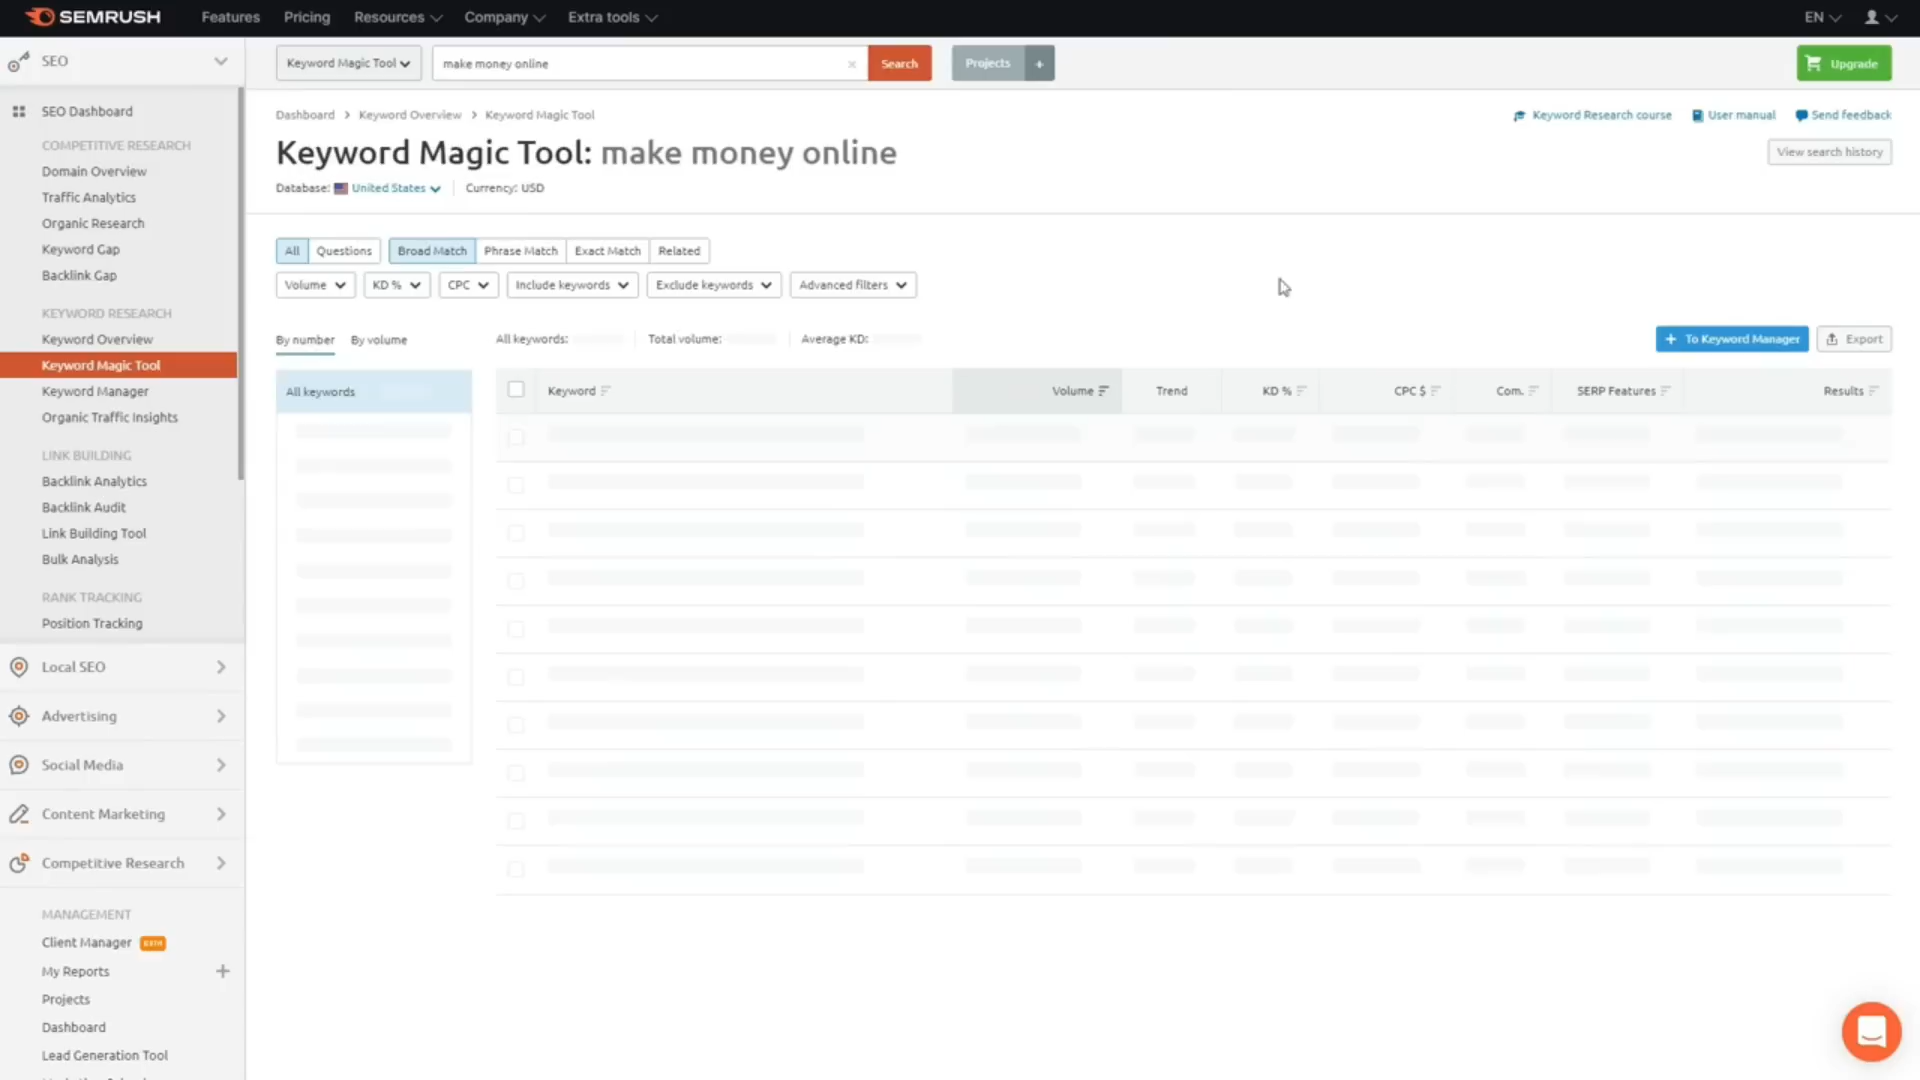 SEMRUSH Features Pricing Resources Company Extra tools EN
SEO
Keyword Magic Tool make money online × Search Projects + Upgrade
SEO Dashboard
COMPETITIVE RESEARCH
Domain Overview
Traffic Analytics
Organic Research
Keyword Gap
Backlink Gap
KEYWORD RESEARCH
Keyword Overview
Keyword Magic Tool
Keyword Manager
Organic Traffic Insights
LINK BUILDING
Backlink Analytics
Backlink Audit
Link Building Tool
Bulk Analysis
RANK TRACKING
Position Tracking
Local SEO
Advertising
Social Media
Content Marketing
Competitive Research
MANAGEMENT
Client Manager BETA
My Reports +
Projects
Dashboard
Lead Generation Tool
Dashboard > Keyword Overview > Keyword Magic Tool
Keyword Research course User manual Send feedback
Keyword Magic Tool: make money online
View search history
Database: United States Currency: USD
All Questions Broad Match Phrase Match Exact Match Related
Volume KD % CPC Include keywords Exclude keywords Advanced filters
By number By volume All keywords: Total volume: Average KD: + To Keyword Manager Export
All keywords Keyword Volume Trend KD % CPC $ Com. SERP Features Results